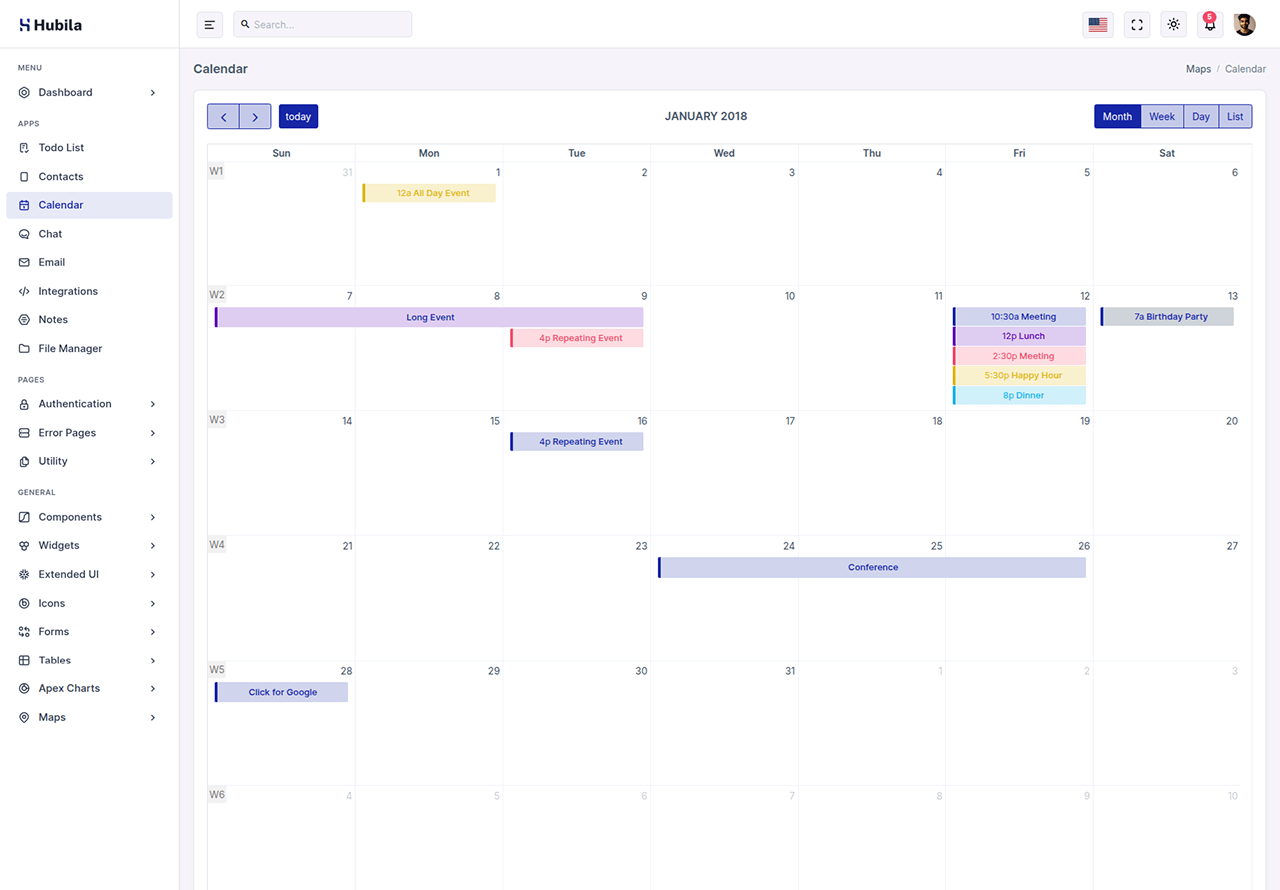 Hubila
Search...
5
MENU
Dashboard
APPS
Todo List
Contacts
Calendar
Chat
Email
Integrations
Notes
File Manager
PAGES
Authentication
Error Pages
Utility
GENERAL
Components
Widgets
Extended UI
Icons
Forms
Tables
Apex Charts
Maps
Calendar
Maps / Calendar
today
JANUARY 2018
Month Week Day List
Sun Mon Tue Wed Thu Fri Sat
W1 31 1 2 3 4 5 6
12a All Day Event
W2 7 8 9 10 11 12 13
Long Event
4p Repeating Event
10:30a Meeting
12p Lunch
2:30p Meeting
5:30p Happy Hour
8p Dinner
7a Birthday Party
W3 14 15 16 17 18 19 20
4p Repeating Event
W4 21 22 23 24 25 26 27
Conference
W5 28 29 30 31 1 2 3
Click for Google
W6 4 5 6 7 8 9 10